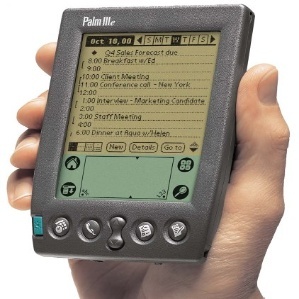 Palm IIIe
Oct 18, 00 S M T W T F S
Q4 Sales Forecast due
8:00 Breakfast w/Ed
9:00
10:00 Client Meeting
11:00 Conference call - New York
12:00
1:00 Interview - Marketing Candidate
2:00
3:00 Staff Meeting
4:00
6:00 Dinner at Aqua w/Helen
New Details Go to